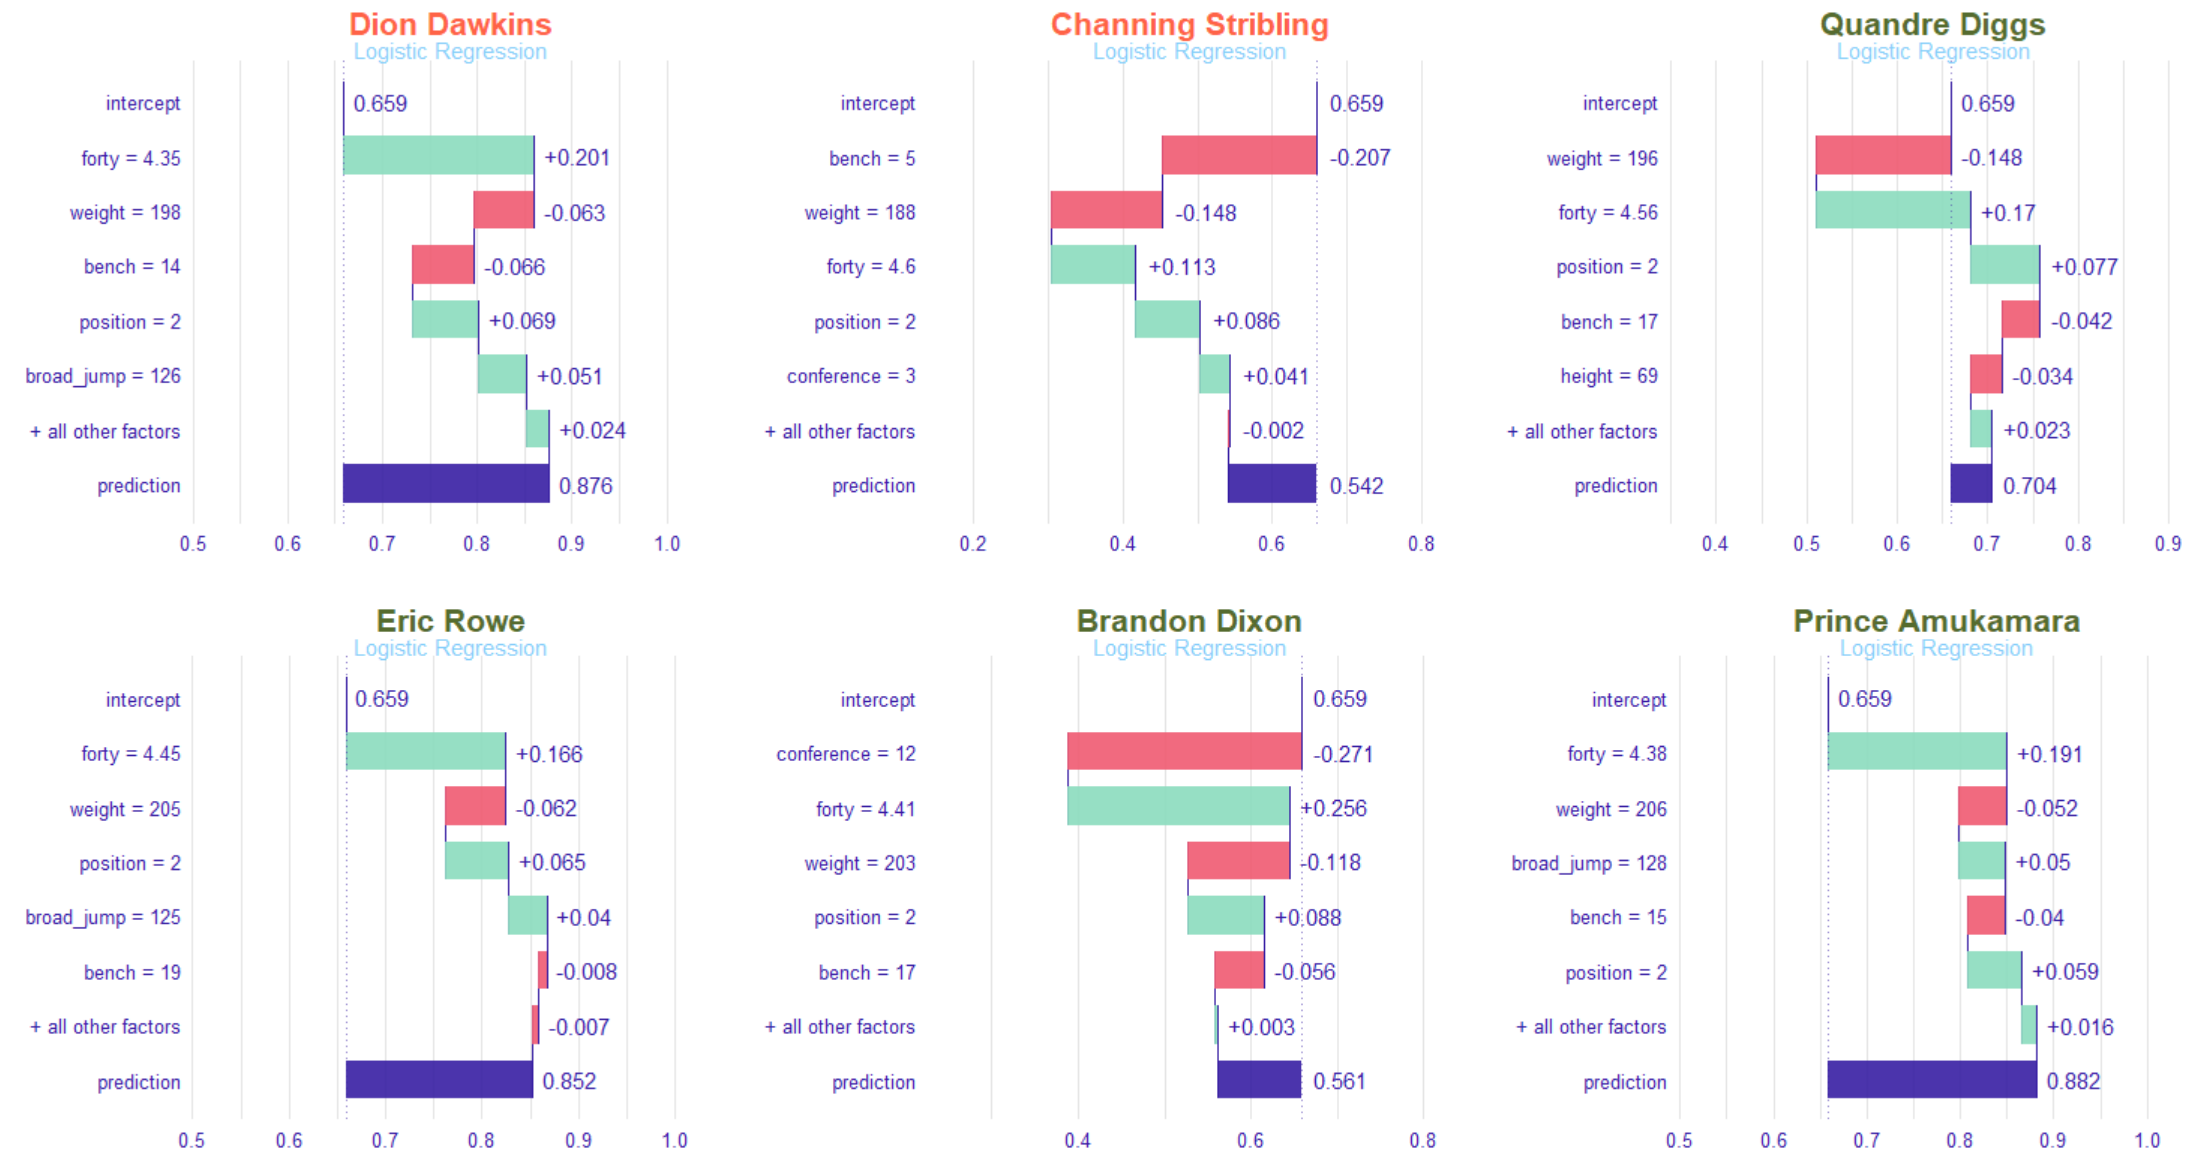 Dion Dawkins
Logistic Regression
intercept 0.659
forty = 4.35 +0.201
weight = 198 -0.063
bench = 14 -0.066
position = 2 +0.069
broad_jump = 126 +0.051
+ all other factors +0.024
prediction 0.876
0.5 0.6 0.7 0.8 0.9 1.0
Channing Stribling
Logistic Regression
intercept 0.659
bench = 5 -0.207
weight = 188 -0.148
forty = 4.6 +0.113
position = 2 +0.086
conference = 3 +0.041
+ all other factors -0.002
prediction 0.542
0.2 0.4 0.6 0.8
Quandre Diggs
Logistic Regression
intercept 0.659
weight = 196 -0.148
forty = 4.56 +0.17
position = 2 +0.077
bench = 17 -0.042
height = 69 -0.034
+ all other factors +0.023
prediction 0.704
0.4 0.5 0.6 0.7 0.8 0.9
Eric Rowe
Logistic Regression
intercept 0.659
forty = 4.45 +0.166
weight = 205 -0.062
position = 2 +0.065
broad_jump = 125 +0.04
bench = 19 -0.008
+ all other factors -0.007
prediction 0.852
0.5 0.6 0.7 0.8 0.9 1.0
Brandon Dixon
Logistic Regression
intercept 0.659
conference = 12 -0.271
forty = 4.41 +0.256
weight = 203 -0.118
position = 2 +0.088
bench = 17 -0.056
+ all other factors +0.003
prediction 0.561
0.4 0.6 0.8
Prince Amukamara
Logistic Regression
intercept 0.659
forty = 4.38 +0.191
weight = 206 -0.052
broad_jump = 128 +0.05
bench = 15 -0.04
position = 2 +0.059
+ all other factors +0.016
prediction 0.882
0.5 0.6 0.7 0.8 0.9 1.0